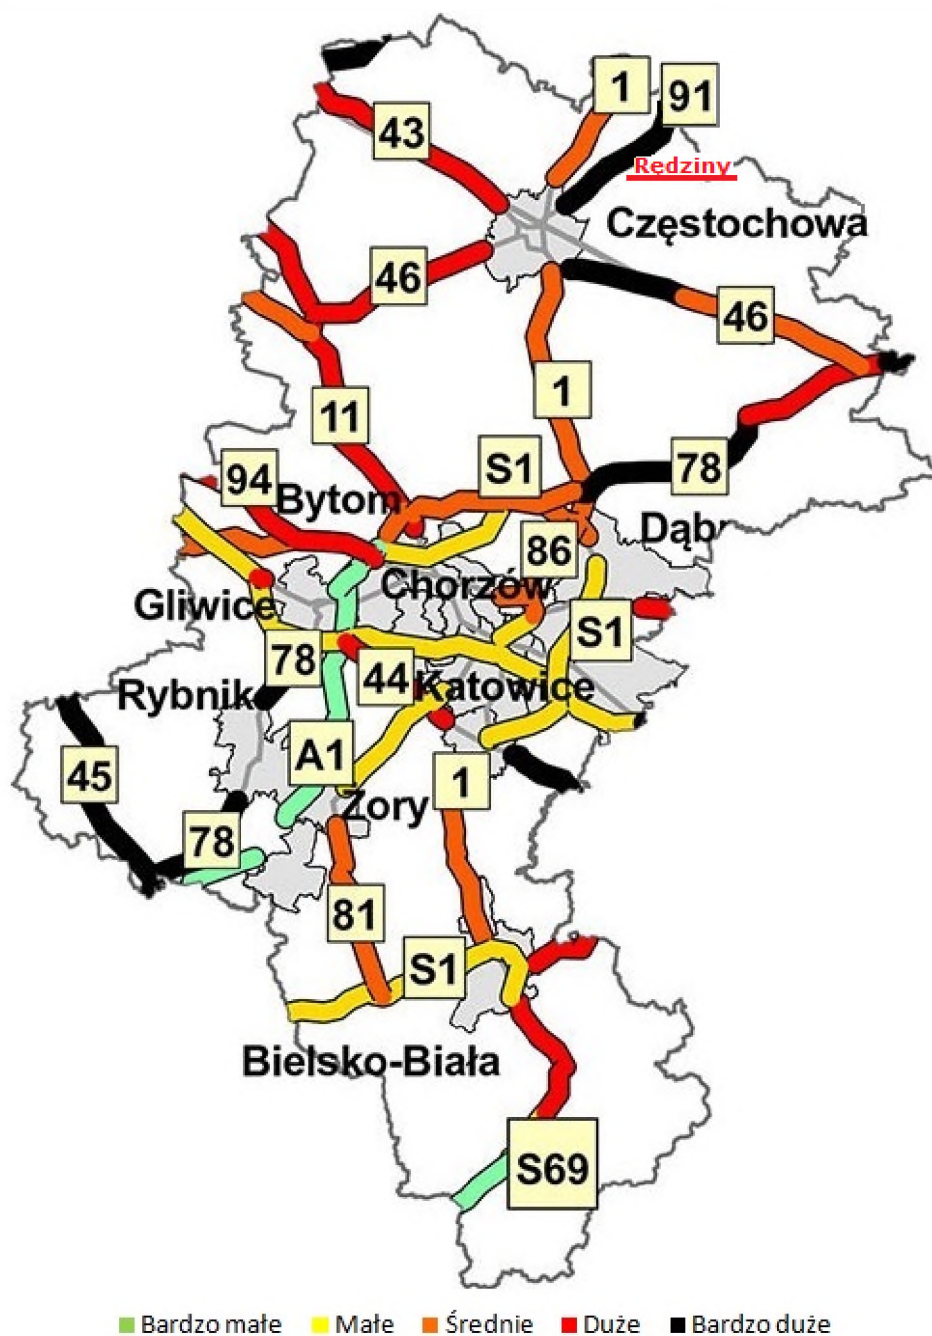 1
91
43
Rędziny
Częstochowa
46
46
1
11
S1
78
94
Bytom
Dąbr
86
Chorzów
Gliwice
S1
78
44
Katowice
Rybnik
A1
45
1
Żory
78
81
S1
Bielsko-Biała
S69
Bardzo małe Małe Średnie Duże Bardzo duże